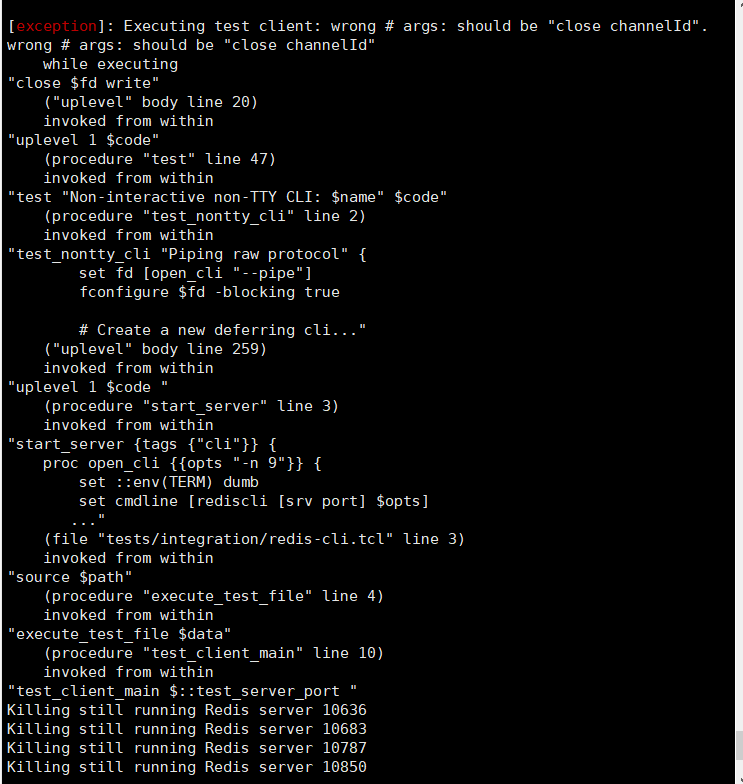 [exception]: Executing test client: wrong # args: should be "close channelId".
wrong # args: should be "close channelId"
    while executing
"close $fd write"
    ("uplevel" body line 20)
    invoked from within
"uplevel 1 $code"
    (procedure "test" line 47)
    invoked from within
"test "Non-interactive non-TTY CLI: $name" $code"
    (procedure "test_nontty_cli" line 2)
    invoked from within
"test_nontty_cli "Piping raw protocol" {
        set fd [open_cli "--pipe"]
        fconfigure $fd -blocking true

        # Create a new deferring cli..."
    ("uplevel" body line 259)
    invoked from within
"uplevel 1 $code "
    (procedure "start_server" line 3)
    invoked from within
"start_server {tags {"cli"}} {
    proc open_cli {{opts "-n 9"}} {
        set ::env(TERM) dumb
        set cmdline [rediscli [srv port] $opts]
       ..."
    (file "tests/integration/redis-cli.tcl" line 3)
    invoked from within
"source $path"
    (procedure "execute_test_file" line 4)
    invoked from within
"execute_test_file $data"
    (procedure "test_client_main" line 10)
    invoked from within
"test_client_main $::test_server_port "
Killing still running Redis server 10636
Killing still running Redis server 10683
Killing still running Redis server 10787
Killing still running Redis server 10850